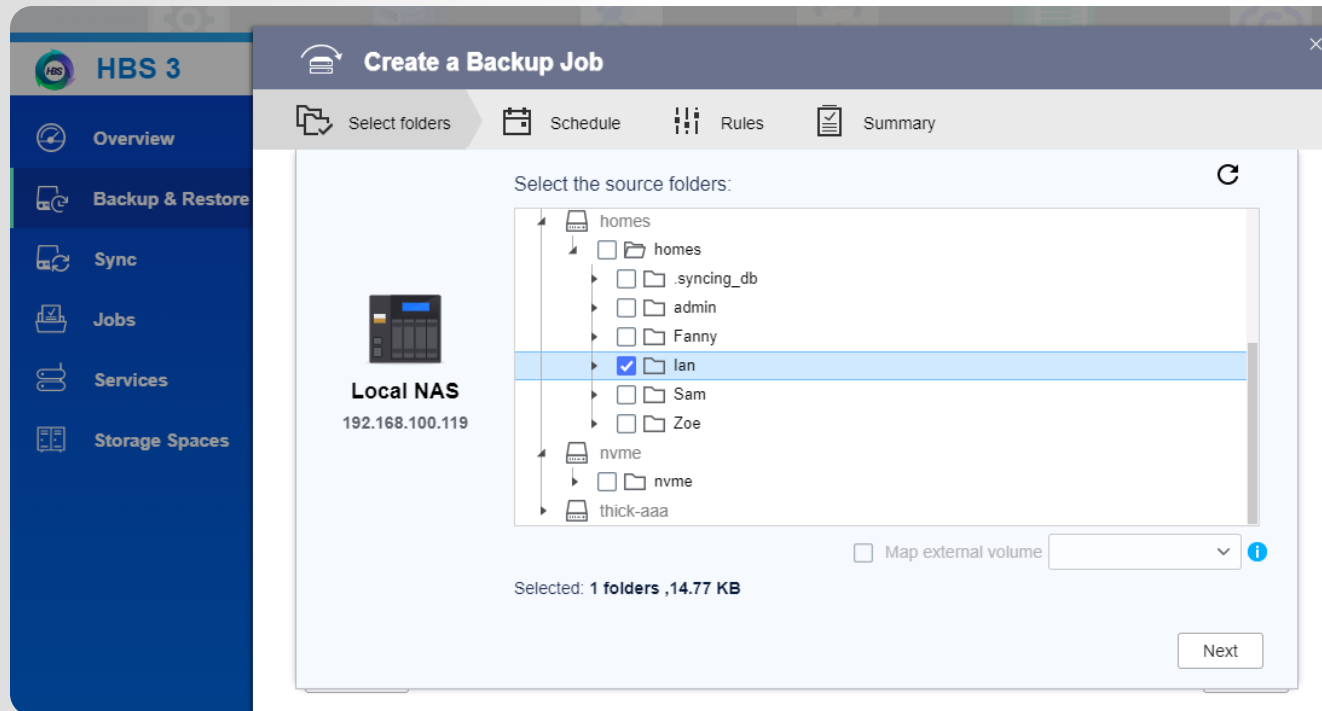 HBS
HBS 3
Overview
Backup & Restore
Sync
Jobs
Services
Storage Spaces
Create a Backup Job
Select folders
Schedule
Rules
Summary
Select the source folders:
homes
homes
.syncing_db
admin
Fanny
Ian
Sam
Zoe
nvme
nvme
thick-aaa
Local NAS
192.168.100.119
Map external volume
Selected: 1 folders ,14.77 KB
Next